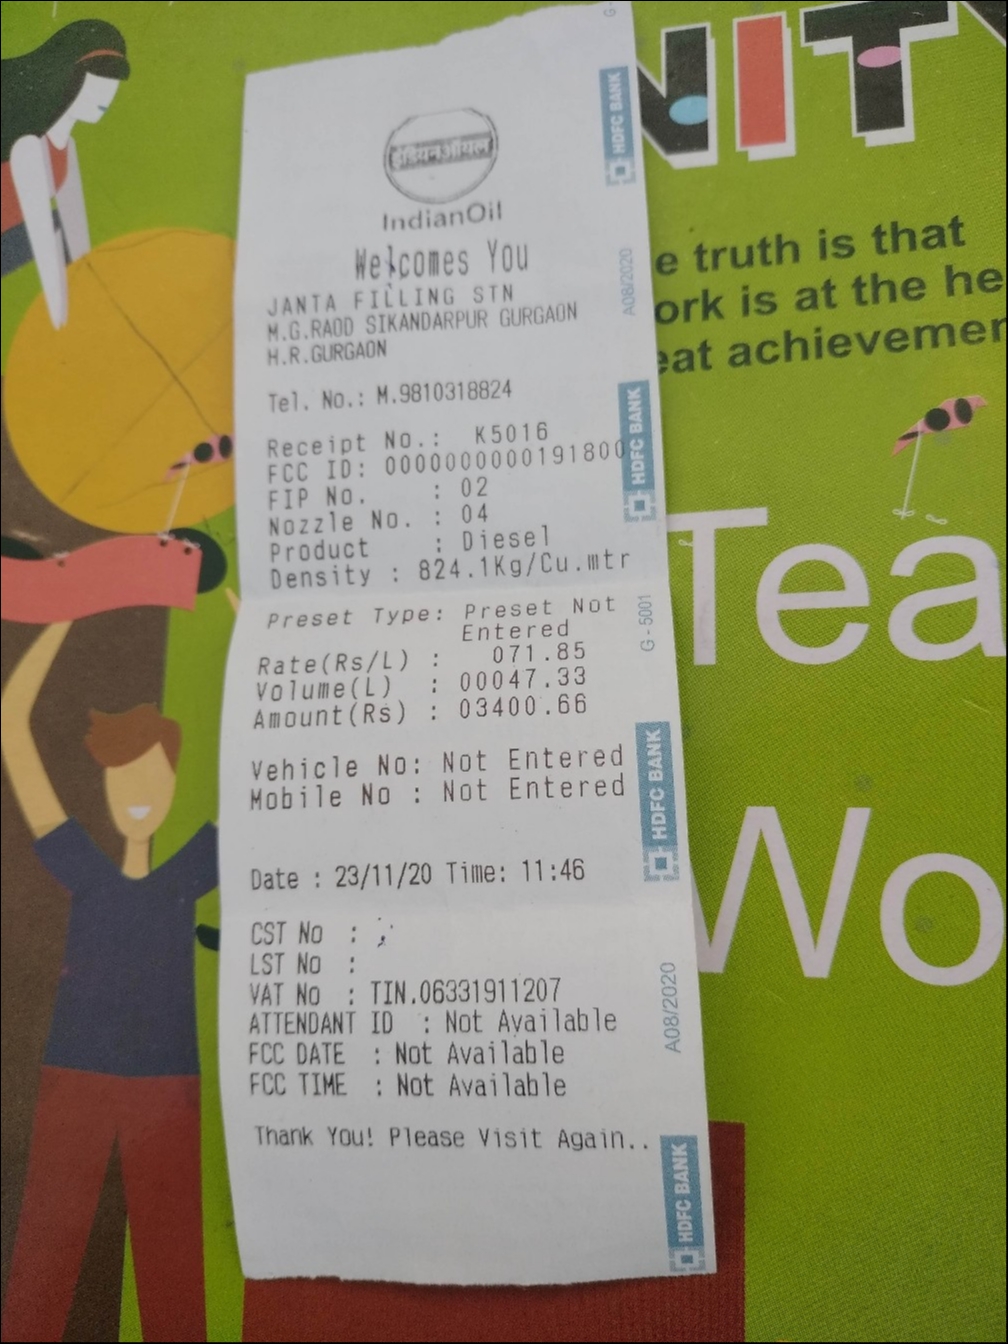 इंडियनऑयल
IndianOil
Welcomes You
JANTA FILLING STN
M.G.RAOD SIKANDARPUR GURGAON
H.R.GURGAON
Tel. No.: M.9810318824
Receipt No.: K5016
FCC ID: 0000000000191800
FIP No. : 02
Nozzle No. : 04
Product : Diesel
Density : 824.1Kg/Cu.mtr
Preset Type: Preset Not
Entered
Rate(Rs/L) : 071.85
Volume(L) : 00047.33
Amount(Rs) : 03400.66
Vehicle No: Not Entered
Mobile No : Not Entered
Date : 23/11/20 Time: 11:46
CST No :
LST No :
VAT No : TIN.06331911207
ATTENDANT ID : Not Available
FCC DATE : Not Available
FCC TIME : Not Available
Thank You! Please Visit Again..
HDFC BANK
A08/2020
HDFC BANK
G - 5001
HDFC BANK
A08/2020
HDFC BANK
NITY
e truth is that
ork is at the he
eat achievemen
Tea
Wo